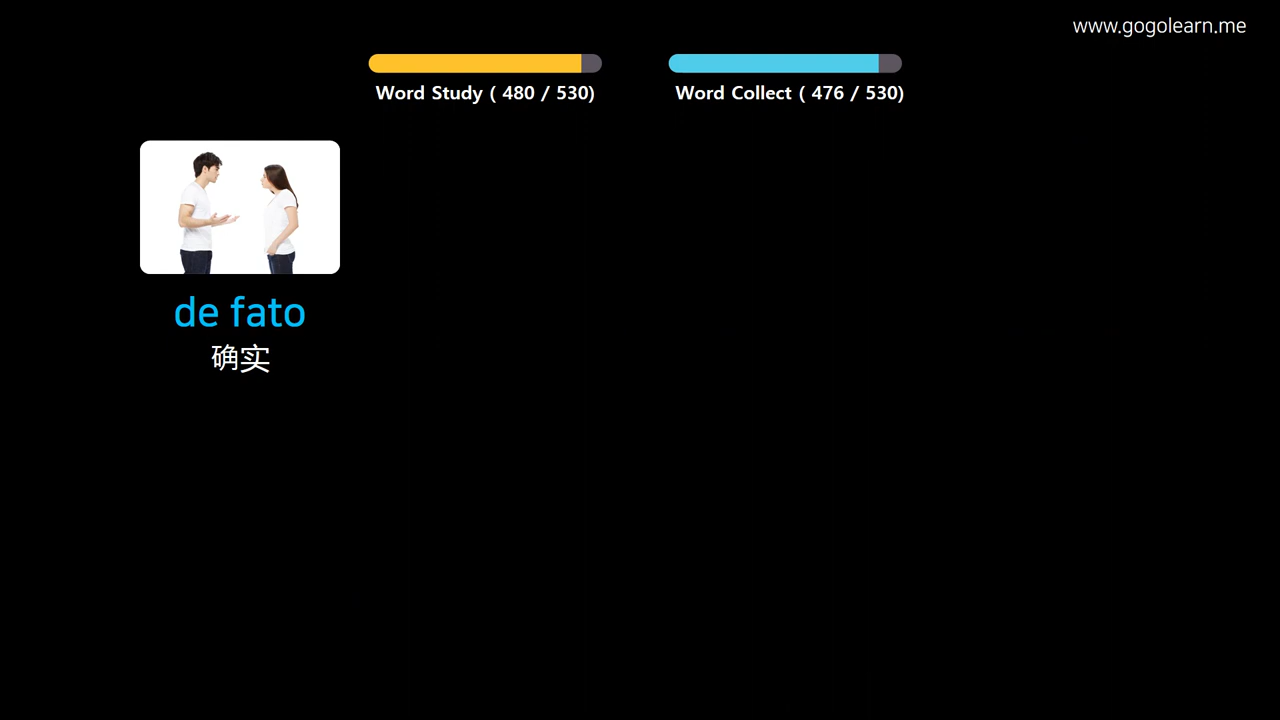 www.gogolearn.me
Word Study ( 480 / 530)
Word Collect ( 476 / 530)
de fato
确实